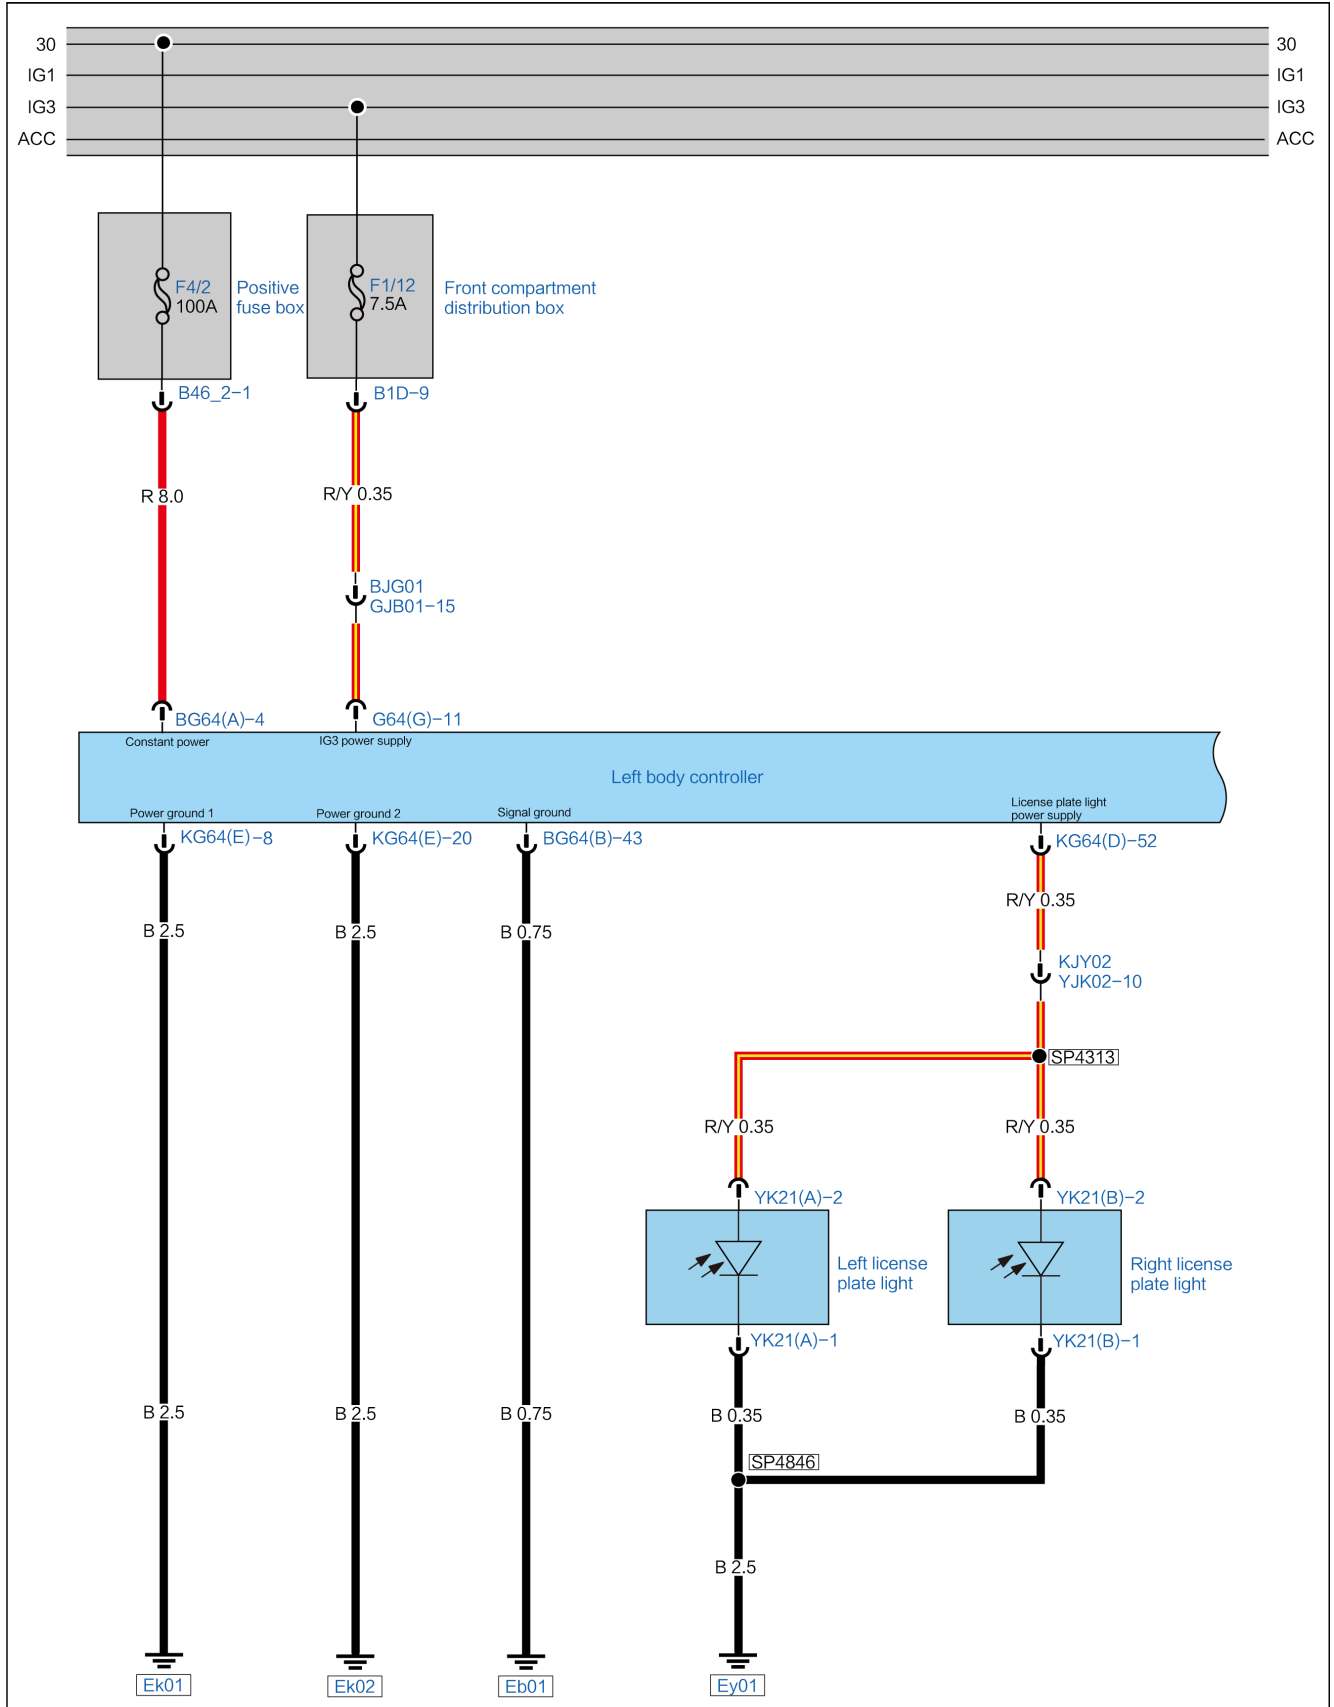 30
30
IG1
IG1
IG3
IG3
ACC
ACC
F4/2
100A
Positive
fuse box
F1/12
7.5A
Front compartment
distribution box
B46_2-1
B1D-9
R 8.0
R/Y 0.35
BJG01
GJB01-15
BG64(A)-4
G64(G)-11
Constant power
IG3 power supply
Left body controller
Power ground 1
Power ground 2
Signal ground
License plate light
power supply
KG64(E)-8
KG64(E)-20
BG64(B)-43
KG64(D)-52
R/Y 0.35
B 2.5
B 2.5
B 0.75
KJY02
YJK02-10
SP4313
R/Y 0.35
R/Y 0.35
YK21(A)-2
YK21(B)-2
Left license
plate light
Right license
plate light
YK21(A)-1
YK21(B)-1
B 2.5
B 2.5
B 0.75
B 0.35
B 0.35
SP4846
B 2.5
Ek01
Ek02
Eb01
Ey01